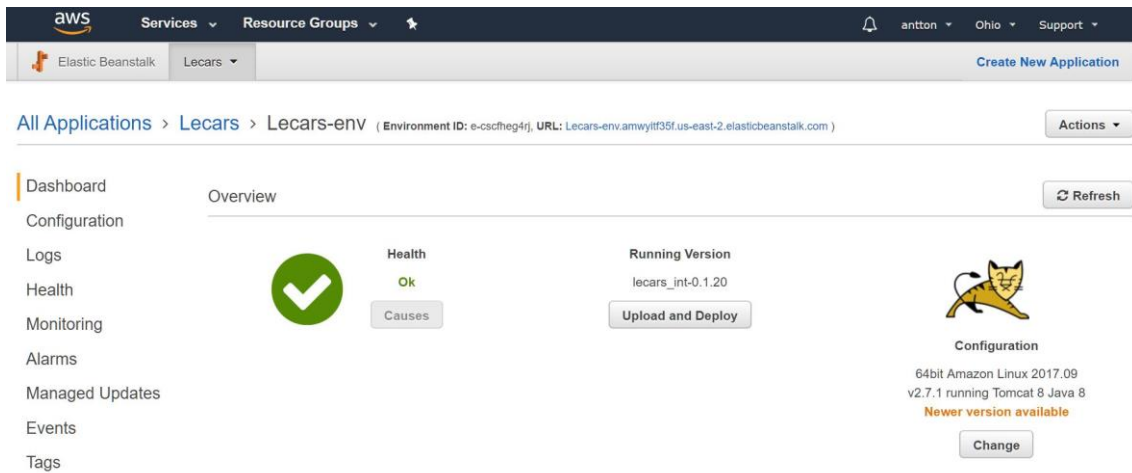 aws Services Resource Groups antton Ohio Support
Elastic Beanstalk Lecars Create New Application
All Applications > Lecars > Lecars-env ( Environment ID: e-cscfheg4rj, URL: Lecars-env.amwyitf35f.us-east-2.elasticbeanstalk.com ) Actions
Dashboard
Configuration
Logs
Health
Monitoring
Alarms
Managed Updates
Events
Tags
Overview Refresh
Health
Ok
Causes
Running Version
lecars_int-0.1.20
Upload and Deploy
Configuration
64bit Amazon Linux 2017.09
v2.7.1 running Tomcat 8 Java 8
Newer version available
Change